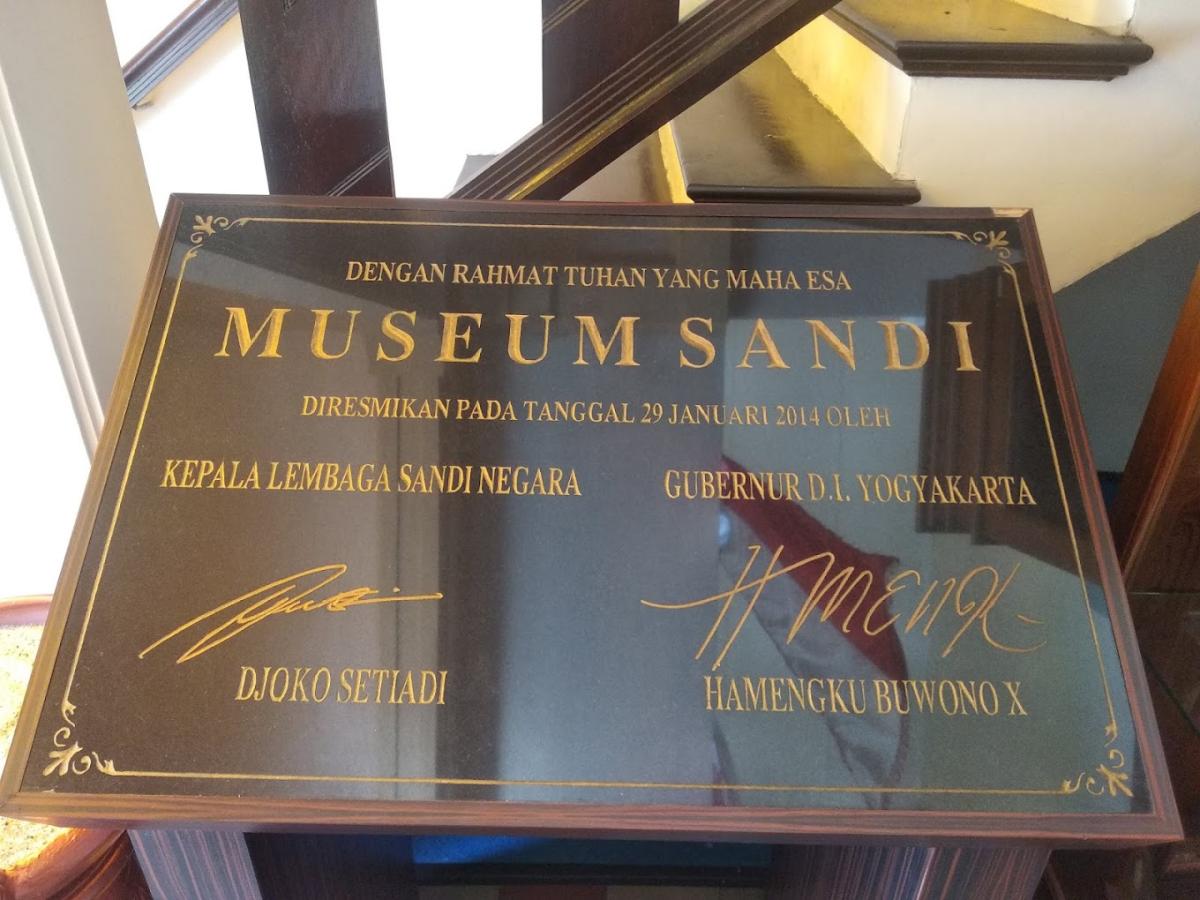 DENGAN RAHMAT TUHAN YANG MAHA ESA
MUSEUM SANDI
DIRESMIKAN PADA TANGGAL 29 JANUARI 2014 OLEH
KEPALA LEMBAGA SANDI NEGARA
GUBERNUR D.I. YOGYAKARTA
DJOKO SETIADI
HAMENGKU BUWONO X